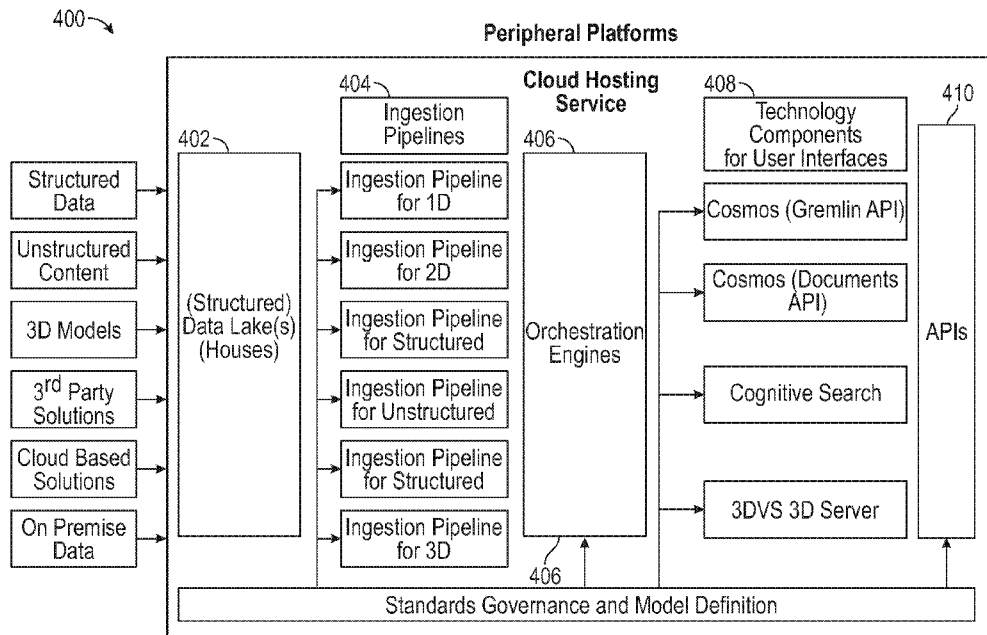 400
Peripheral Platforms
Cloud Hosting
Service
404
Ingestion
Pipelines
408
Technology
Components
for User Interfaces
410
402
406
Structured
Data
Unstructured
Content
3D Models
3rd Party
Solutions
Cloud Based
Solutions
On Premise
Data
(Structured)
Data Lake(s)
(Houses)
Ingestion Pipeline
for 1D
Ingestion Pipeline
for 2D
Ingestion Pipeline
for Structured
Ingestion Pipeline
for Unstructured
Ingestion Pipeline
for Structured
Ingestion Pipeline
for 3D
Orchestration
Engines
406
Cosmos (Gremlin API)
Cosmos (Documents
API)
Cognitive Search
3DVS 3D Server
APIs
Standards Governance and Model Definition